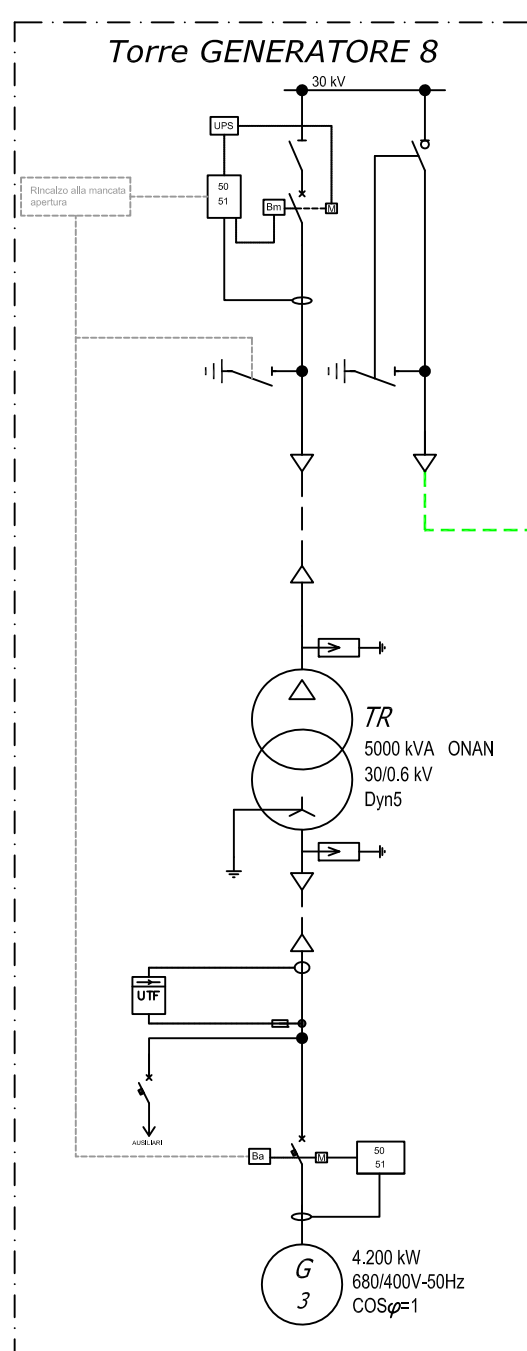 Torre GENERATORE 8
30 kV
UPS
RIncalzo alla mancata
apertura
50
51
Bm
M
TR
5000 kVA ONAN
30/0.6 kV
Dyn5
UTF
AUSILIARI
Ba
M
50
51
G
3
4.200 kW
680/400V-50Hz
COSφ=1